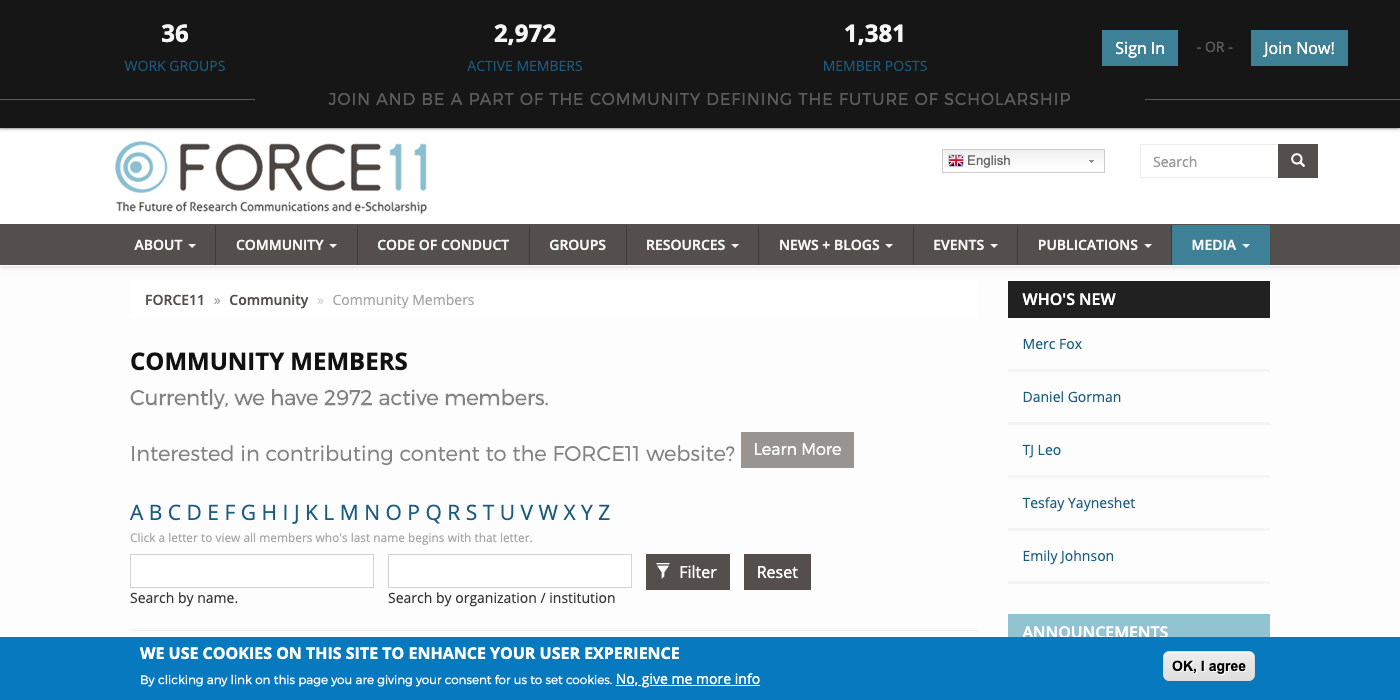 36
WORK GROUPS
2,972
ACTIVE MEMBERS
1,381
MEMBER POSTS
Sign In
- OR -
Join Now!
JOIN AND BE A PART OF THE COMMUNITY DEFINING THE FUTURE OF SCHOLARSHIP
FORCE11
The Future of Research Communications and e-Scholarship
English
Search
ABOUT COMMUNITY CODE OF CONDUCT GROUPS RESOURCES NEWS + BLOGS EVENTS PUBLICATIONS MEDIA
FORCE11 » Community » Community Members
COMMUNITY MEMBERS
Currently, we have 2972 active members.
Interested in contributing content to the FORCE11 website? Learn More
A B C D E F G H I J K L M N O P Q R S T U V W X Y Z
Click a letter to view all members who's last name begins with that letter.
Filter
Reset
Search by name.
Search by organization / institution
WHO'S NEW
Merc Fox
Daniel Gorman
TJ Leo
Tesfay Yayneshet
Emily Johnson
ANNOUNCEMENTS
WE USE COOKIES ON THIS SITE TO ENHANCE YOUR USER EXPERIENCE
By clicking any link on this page you are giving your consent for us to set cookies. No, give me more info
OK, I agree